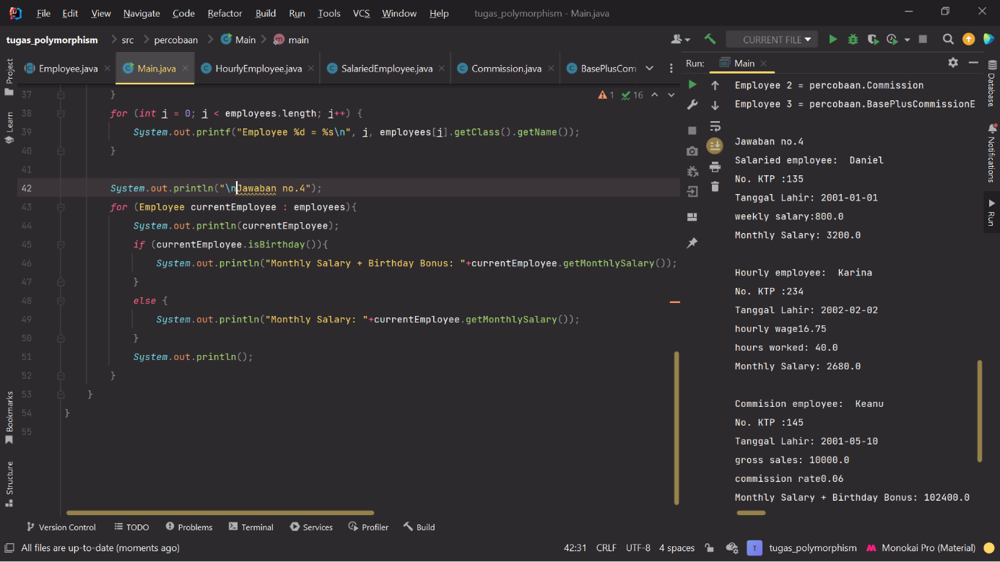 File Edit View Navigate Code Refactor Build Run Tools VCS Window Help tugas_polymorphism - Main.java
tugas_polymorphism src percobaan Main main CURRENT FILE
Project
Learn
Bookmarks
Structure
Employee.java Main.java HourlyEmployee.java SalariedEmployee.java Commission.java BasePlusCom
1 16
37 }
38 for (int j = 0; j < employees.length; j++) {
39 System.out.printf("Employee %d = %s\n", j, employees[j].getClass().getName());
40 }
41
42 System.out.println("\nJawaban no.4");
43 for (Employee currentEmployee : employees){
44 System.out.println(currentEmployee);
45 if (currentEmployee.isBirthday()){
46 System.out.println("Monthly Salary + Birthday Bonus: "+currentEmployee.getMonthlySalary());
47 }
48 else {
49 System.out.println("Monthly Salary: "+currentEmployee.getMonthlySalary());
50 }
51 System.out.println();
52 }
53 }
54 }
55
Run: Main
Employee 2 = percobaan.Commission
Employee 3 = percobaan.BasePlusCommissionE
Jawaban no.4
Salaried employee:  Daniel
No. KTP :135
Tanggal Lahir: 2001-01-01
weekly salary:800.0
Monthly Salary: 3200.0
Hourly employee:  Karina
No. KTP :234
Tanggal Lahir: 2002-02-02
hourly wage16.75
hours worked: 40.0
Monthly Salary: 2680.0
Commision employee:  Keanu
No. KTP :145
Tanggal Lahir: 2001-05-10
gross sales: 10000.0
commission rate0.06
Monthly Salary + Birthday Bonus: 102400.0
Database
Notifications
Run
Version Control TODO Problems Terminal Services Profiler Build
All files are up-to-date (moments ago) 42:31 CRLF UTF-8 4 spaces T tugas_polymorphism Monokai Pro (Material)